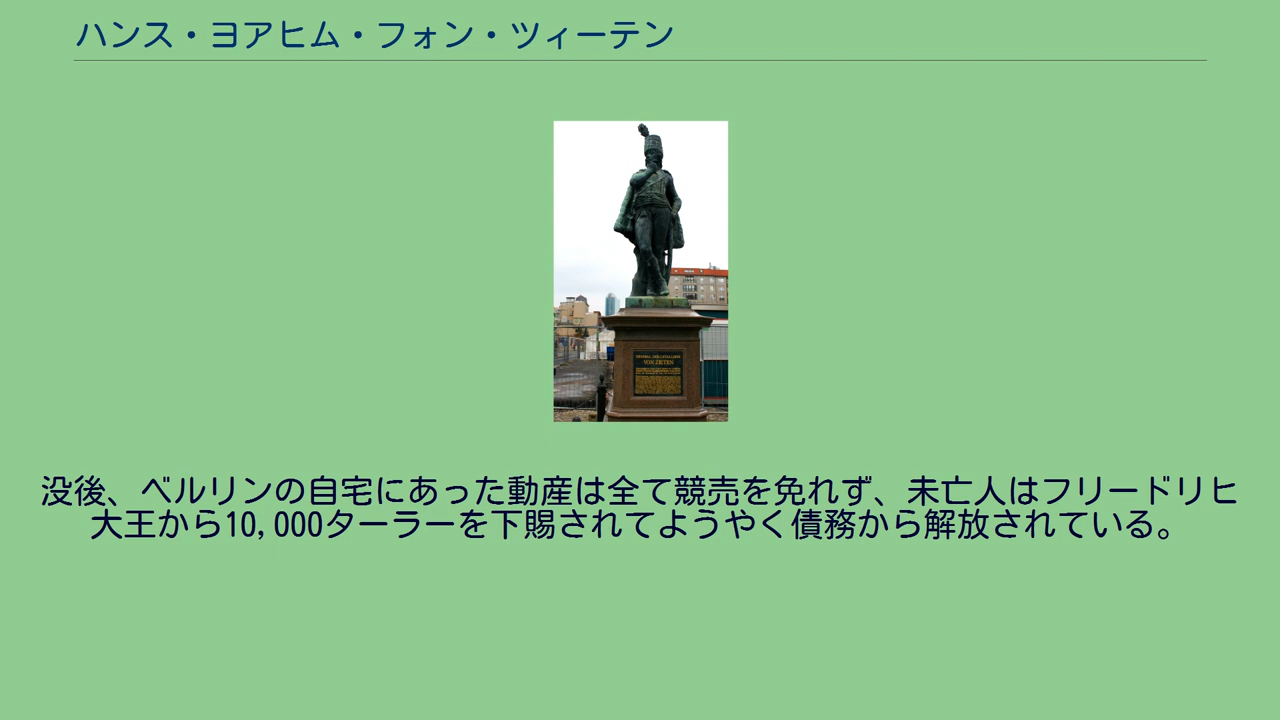 ハンス・ヨアヒム・フォン・ツィーテン
VON ZIETEN
没後、ベルリンの自宅にあった動産は全て競売を免れず、未亡人はフリードリヒ
大王から10,000ターラーを下賜されてようやく債務から解放されている。